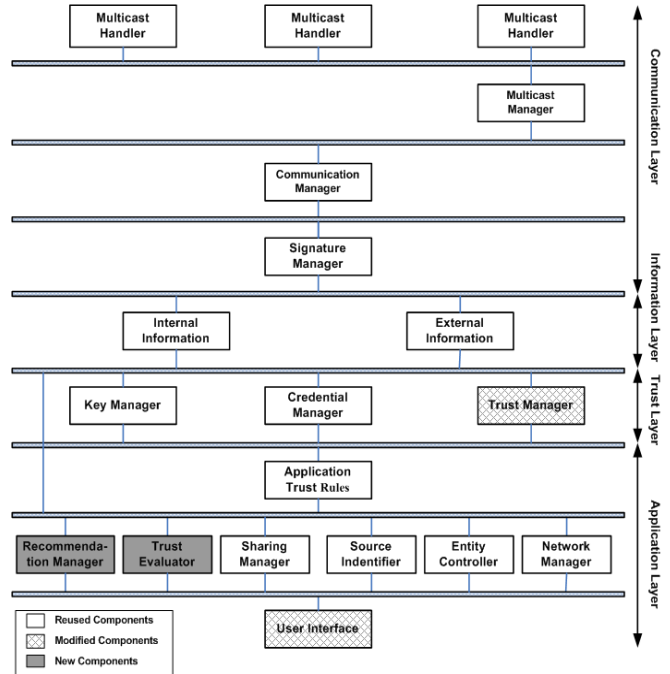 Multicast
Handler
Multicast
Handler
Multicast
Handler
Multicast
Manager
Communication
Manager
Signature
Manager
Internal
Information
External
Information
Key Manager
Credential
Manager
Trust Manager
Application
Trust Rules
Recommenda-
tion Manager
Trust
Evaluator
Sharing
Manager
Source
Indentifier
Entity
Controller
Network
Manager
User Interface
Reused Components
Modified Components
New Components
Communication Layer
Information Layer
Trust Layer
Application Layer